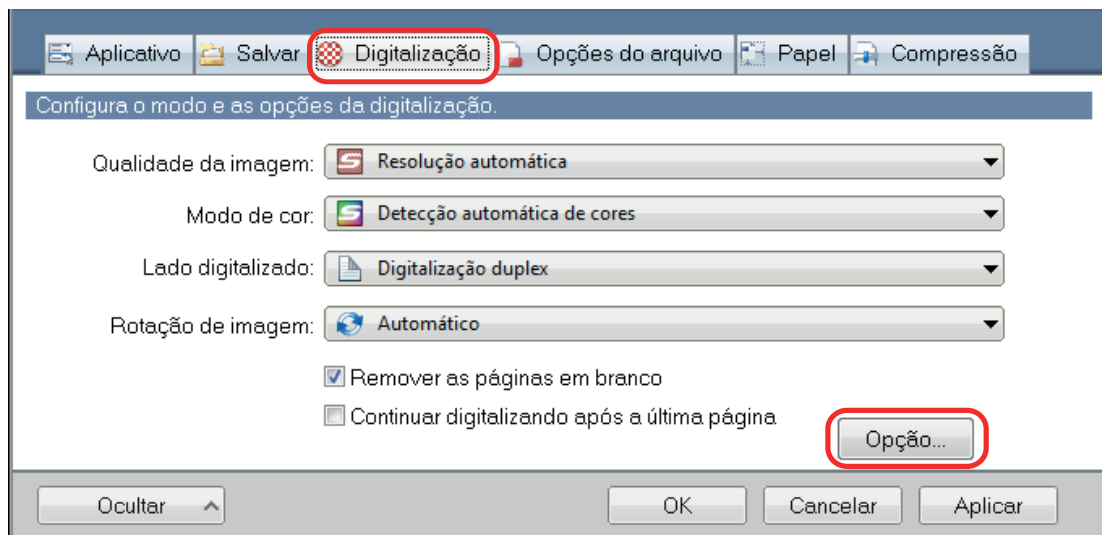 Aplicativo Salvar Digitalização Opções do arquivo Papel Compressão
Configura o modo e as opções da digitalização.
Qualidade da imagem: Resolução automática
Modo de cor: Detecção automática de cores
Lado digitalizado: Digitalização duplex
Rotação de imagem: Automático
Remover as páginas em branco
Continuar digitalizando após a última página
Opção...
Ocultar OK Cancelar Aplicar